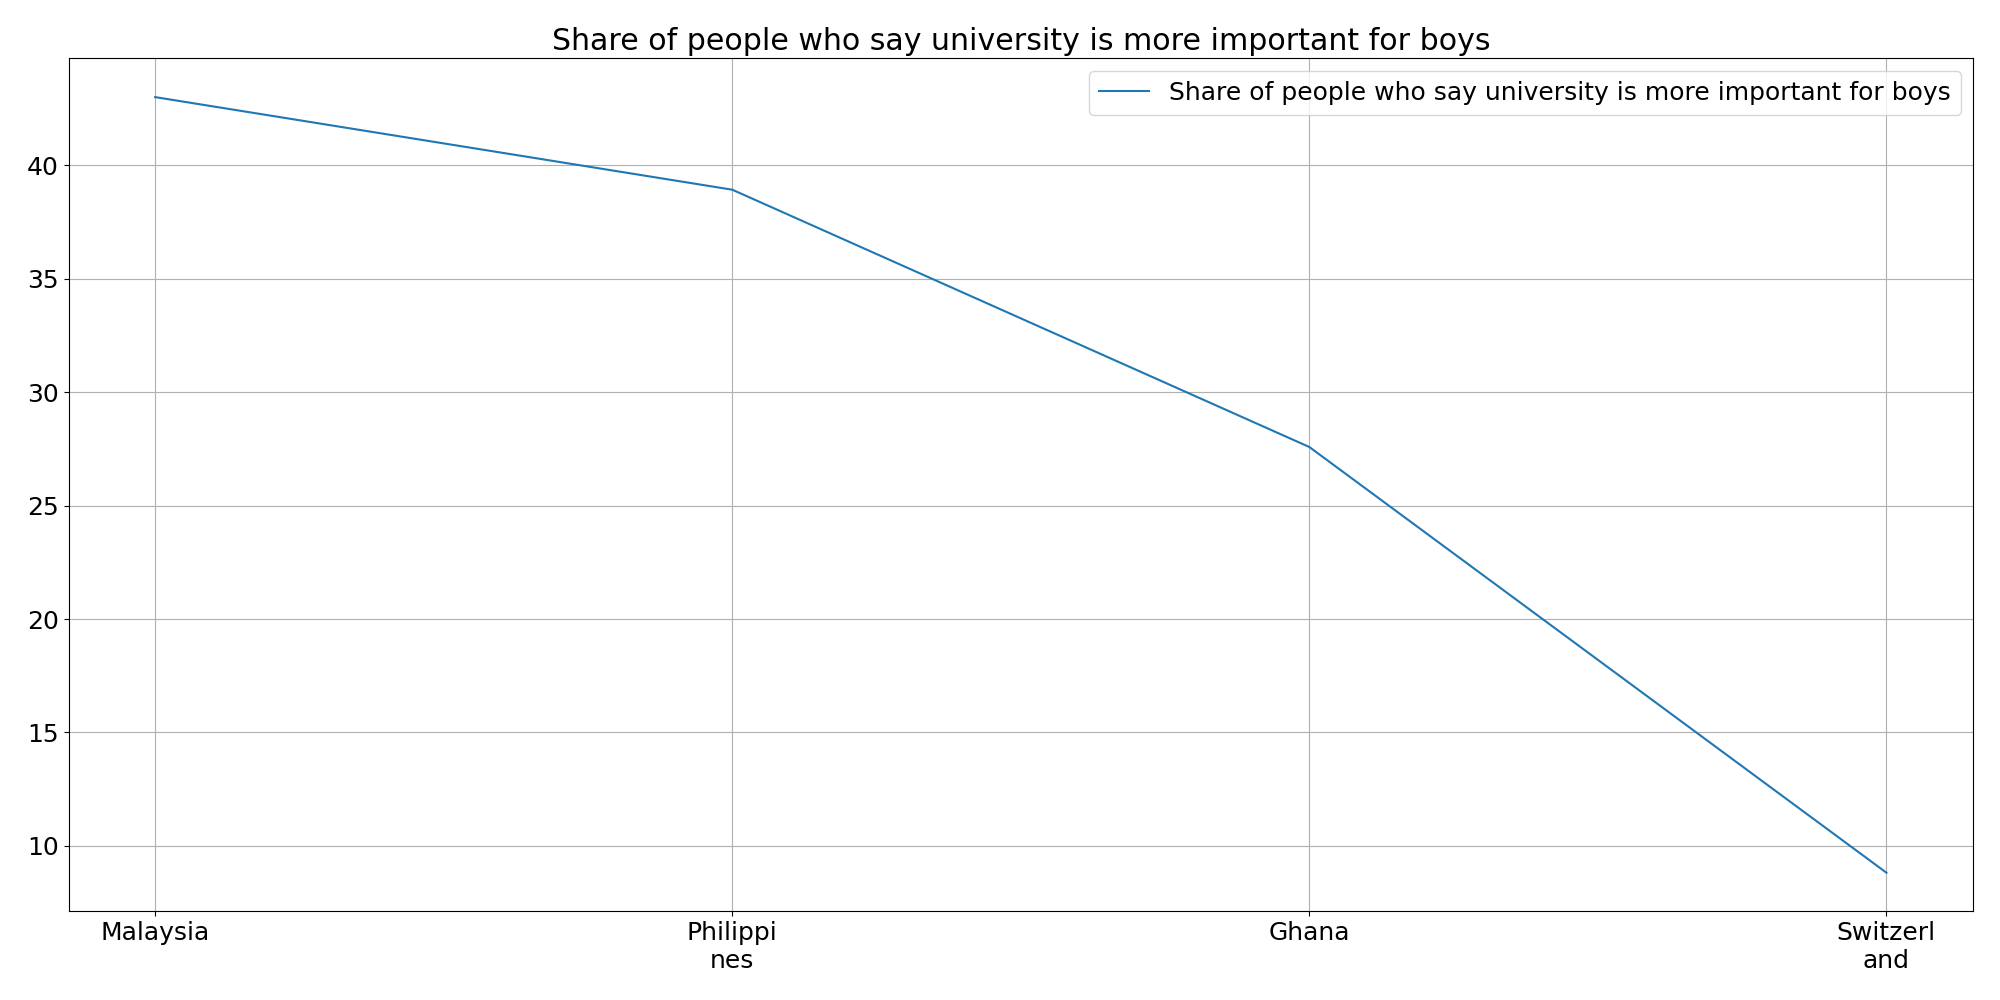 Share of people who say university is more important for boys
Share of people who say university is more important for boys
40
35
30
25
20
15
10
Malaysia
Philippi
nes
Ghana
Switzerl
and